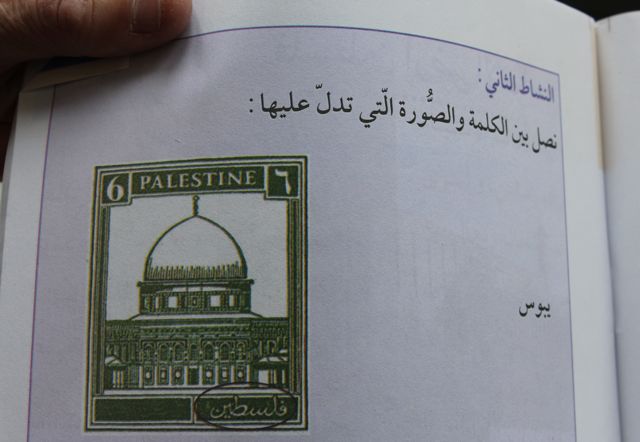 النشاط الثاني :
نصل بين الكلمة والصُّورة الّتي تدلّ عليها :
6 PALESTINE ٦
يبوس
فلسطين